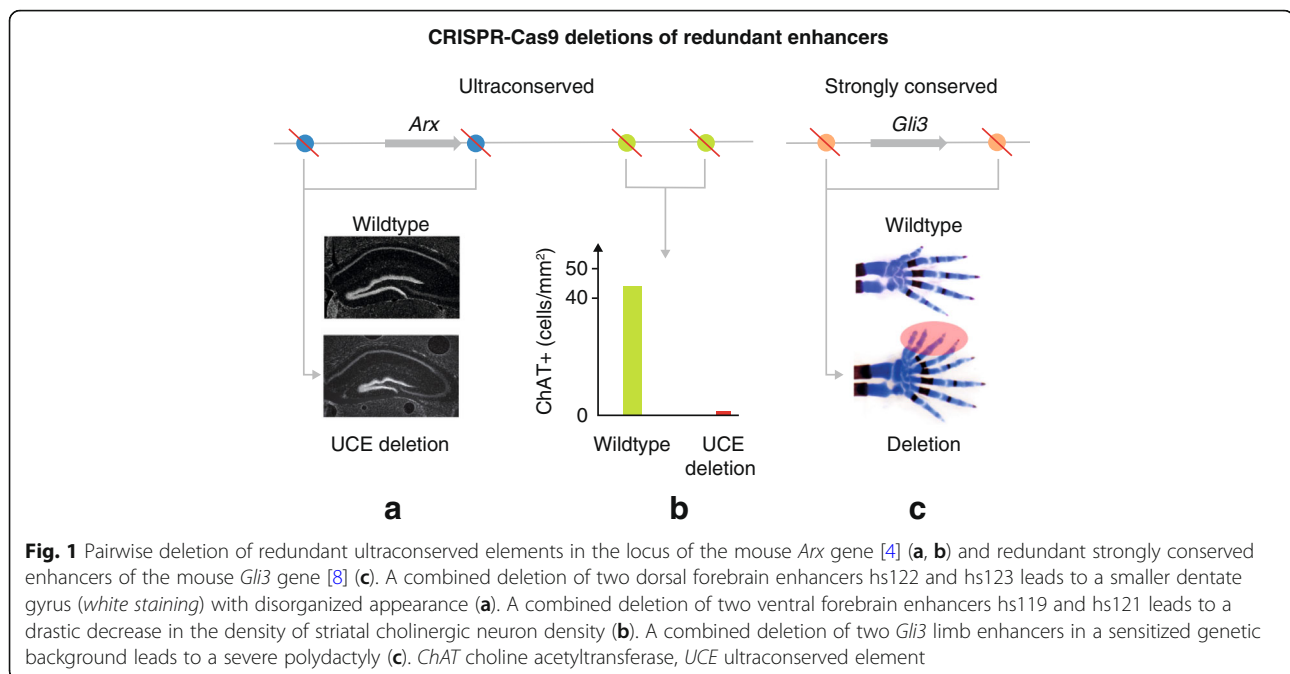 CRISPR-Cas9 deletions of redundant enhancers
Ultraconserved
Strongly conserved
Arx
Gli3
Wildtype
UCE deletion
a
ChAT+ (cells/mm²)
50
40
0
Wildtype
UCE
deletion
b
Wildtype
Deletion
c
Fig. 1 Pairwise deletion of redundant ultraconserved elements in the locus of the mouse Arx gene [4] (a, b) and redundant strongly conserved
enhancers of the mouse Gli3 gene [8] (c). A combined deletion of two dorsal forebrain enhancers hs122 and hs123 leads to a smaller dentate
gyrus (white staining) with disorganized appearance (a). A combined deletion of two ventral forebrain enhancers hs119 and hs121 leads to a
drastic decrease in the density of striatal cholinergic neuron density (b). A combined deletion of two Gli3 limb enhancers in a sensitized genetic
background leads to a severe polydactyly (c). ChAT choline acetyltransferase, UCE ultraconserved element